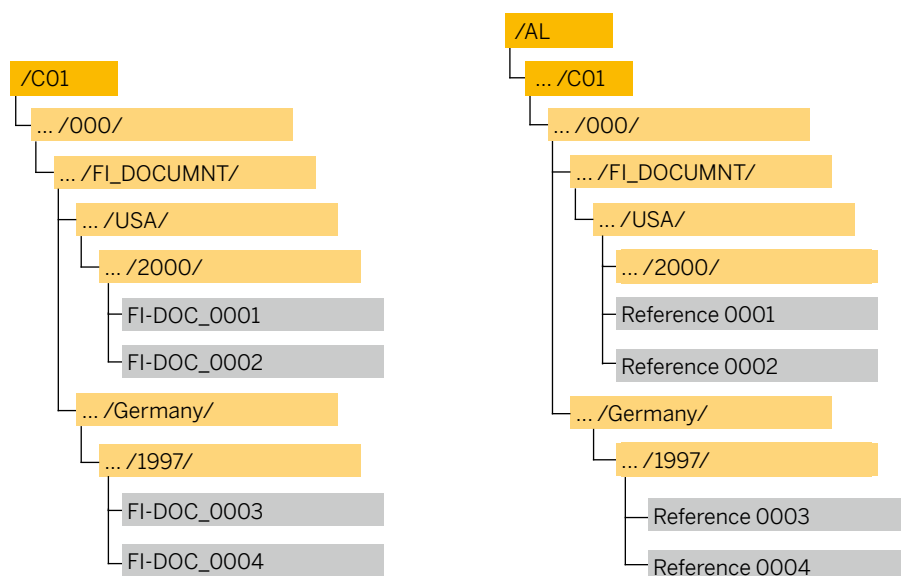 /C01
... /000/
... /FI_DOCUMNT/
... /USA/
... /2000/
FI-DOC_0001
FI-DOC_0002
... /Germany/
... /1997/
FI-DOC_0003
FI-DOC_0004
/AL
... /C01
... /000/
... /FI_DOCUMNT/
... /USA/
... /2000/
Reference 0001
Reference 0002
... /Germany/
... /1997/
Reference 0003
Reference 0004